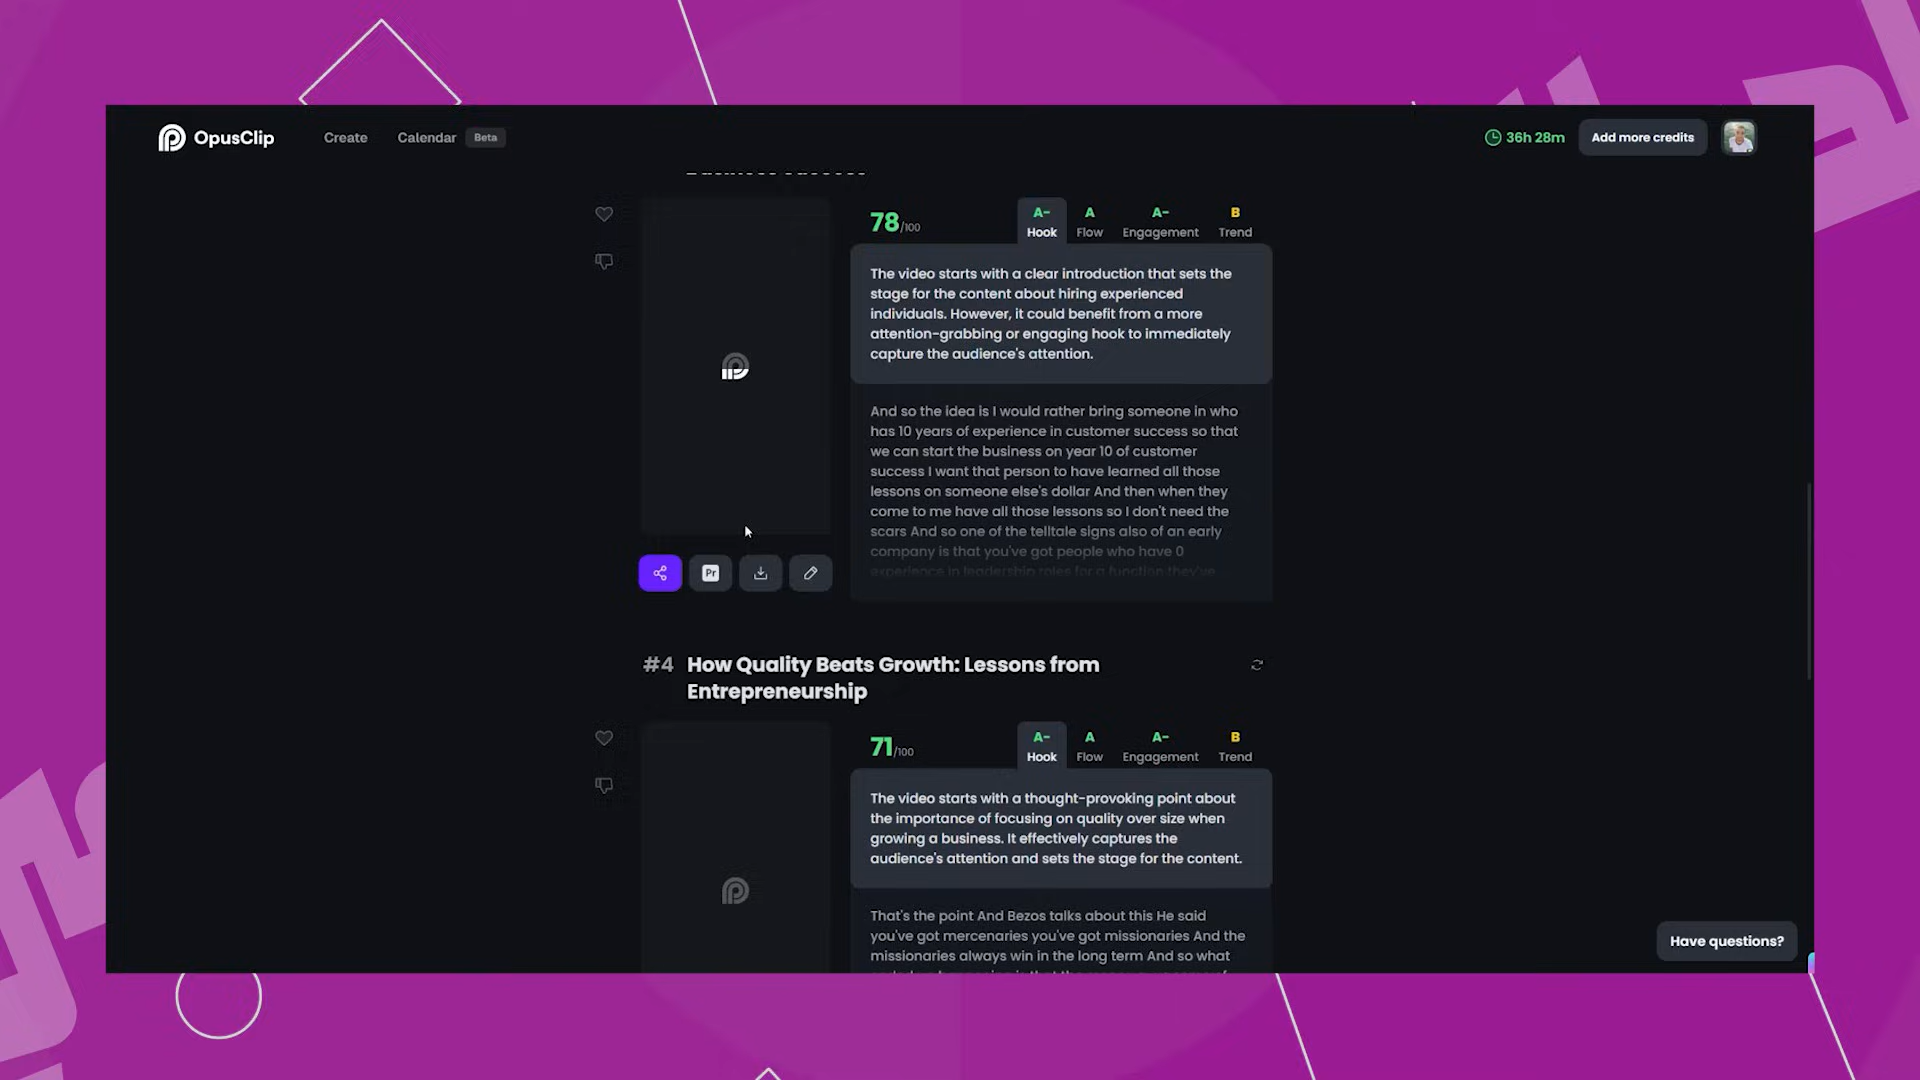 OpusClip
Create
Calendar
Beta
36h 28m
Add more credits
78/100
A-
Hook
A
Flow
A-
Engagement
B
Trend
The video starts with a clear introduction that sets the
stage for the content about hiring experienced
individuals. However, it could benefit from a more
attention-grabbing or engaging hook to immediately
capture the audience's attention.
And so the idea is I would rather bring someone in who
has 10 years of experience in customer success so that
we can start the business on year 10 of customer
success I want that person to have learned all those
lessons on someone else's dollar And then when they
come to me have all those lessons so I don't need the
scars And so one of the telltale signs also of an early
company is that you've got people who have 0
experience in leadership roles for a function they've
Pr
#4 How Quality Beats Growth: Lessons from
Entrepreneurship
71/100
A-
Hook
A
Flow
A-
Engagement
B
Trend
The video starts with a thought-provoking point about
the importance of focusing on quality over size when
growing a business. It effectively captures the
audience's attention and sets the stage for the content.
That's the point And Bezos talks about this He said
you've got mercenaries you've got missionaries And the
missionaries always win in the long term And so what
Have questions?